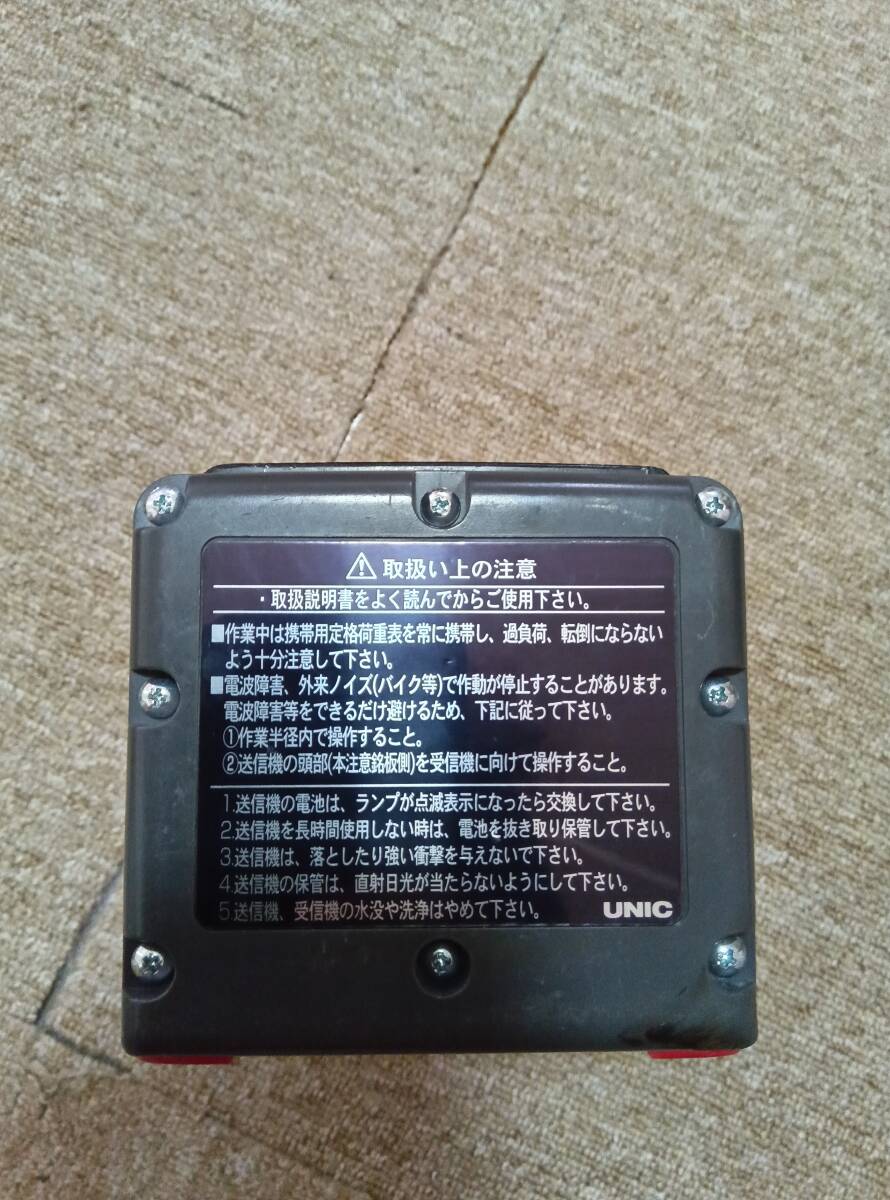 ⚠ 取扱い上の注意
・取扱説明書をよく読んでからご使用下さい。
■作業中は携帯用定格荷重表を常に携帯し、過負荷、転倒にならない
よう十分注意して下さい。
■電波障害、外来ノイズ(バイク等)で作動が停止することがあります。
電波障害等をできるだけ避けるため、下記に従って下さい。
①作業半径内で操作すること。
②送信機の頭部(本注意銘板側)を受信機に向けて操作すること。
1.送信機の電池は、ランプが点滅表示になったら交換して下さい。
2.送信機を長時間使用しない時は、電池を抜き取り保管して下さい。
3.送信機は、落としたり強い衝撃を与えないで下さい。
4.送信機の保管は、直射日光が当たらないようにして下さい。
5.送信機、受信機の水没や洗浄はやめて下さい。
UNIC